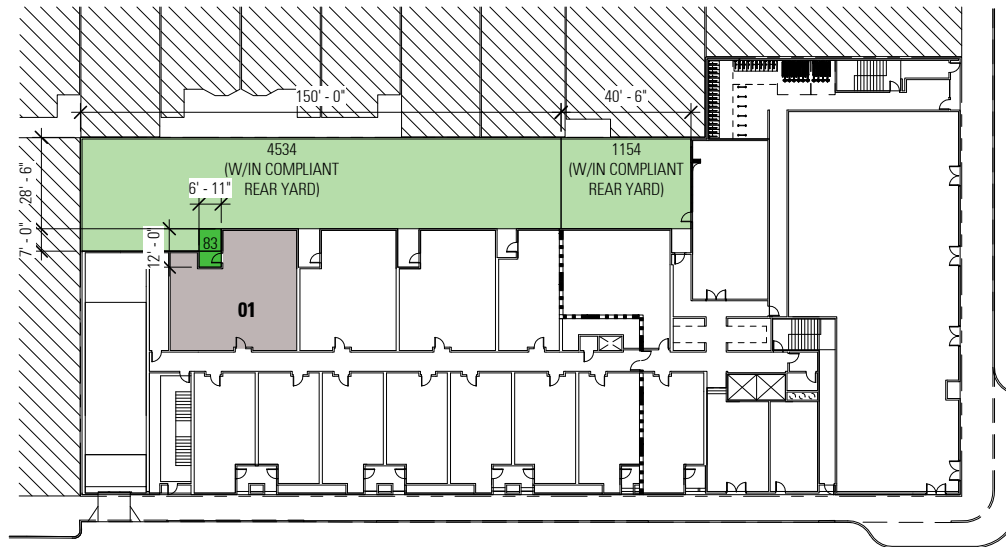 150' - 0"
40' - 6"
4534
(W/IN COMPLIANT
REAR YARD)
1154
(W/IN COMPLIANT
REAR YARD)
28' - 6"
6' - 11"
7' - 0"
12' - 0"
83
01